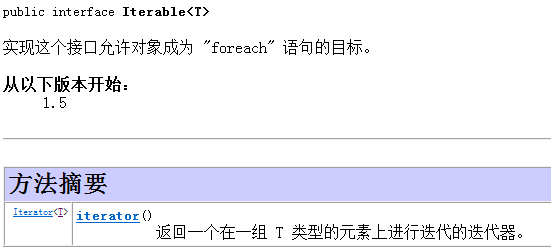 public interface Iterable<T>
实现这个接口允许对象成为 "foreach" 语句的目标。
从以下版本开始：
1.5
方法摘要
Iterator<T> iterator()
返回一个在一组 T 类型的元素上进行迭代的迭代器。